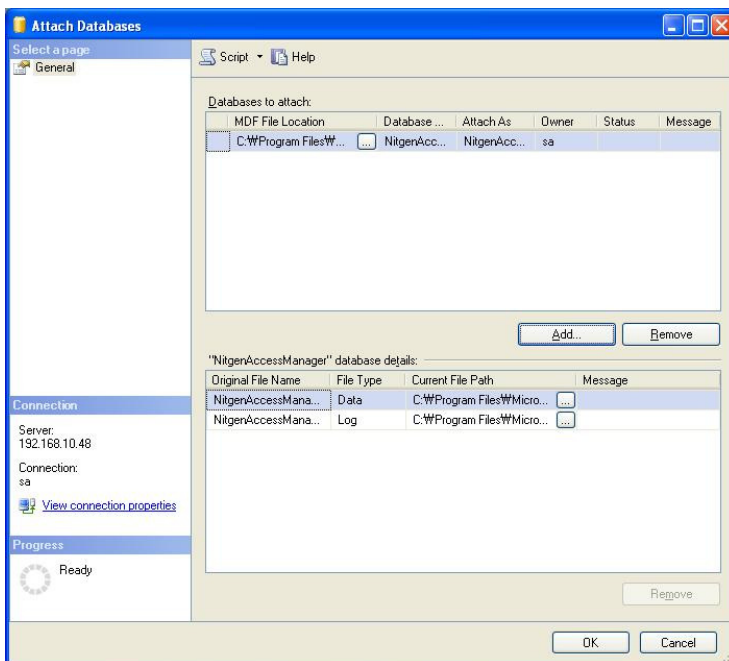 Attach Databases
Select a page
General
Script
Help
Databases to attach:
MDF File Location Database ... Attach As Owner Status Message
C:₩Program Files₩... ... NitgenAcc... NitgenAcc... sa
Add... Remove
"NitgenAccessManager" database details:
Original File Name File Type Current File Path Message
NitgenAccessMana... Data C:₩Program Files₩Micro... ...
NitgenAccessMana... Log C:₩Program Files₩Micro... ...
Connection
Server:
192.168.10.48
Connection:
sa
View connection properties
Progress
Ready
Remove
OK Cancel